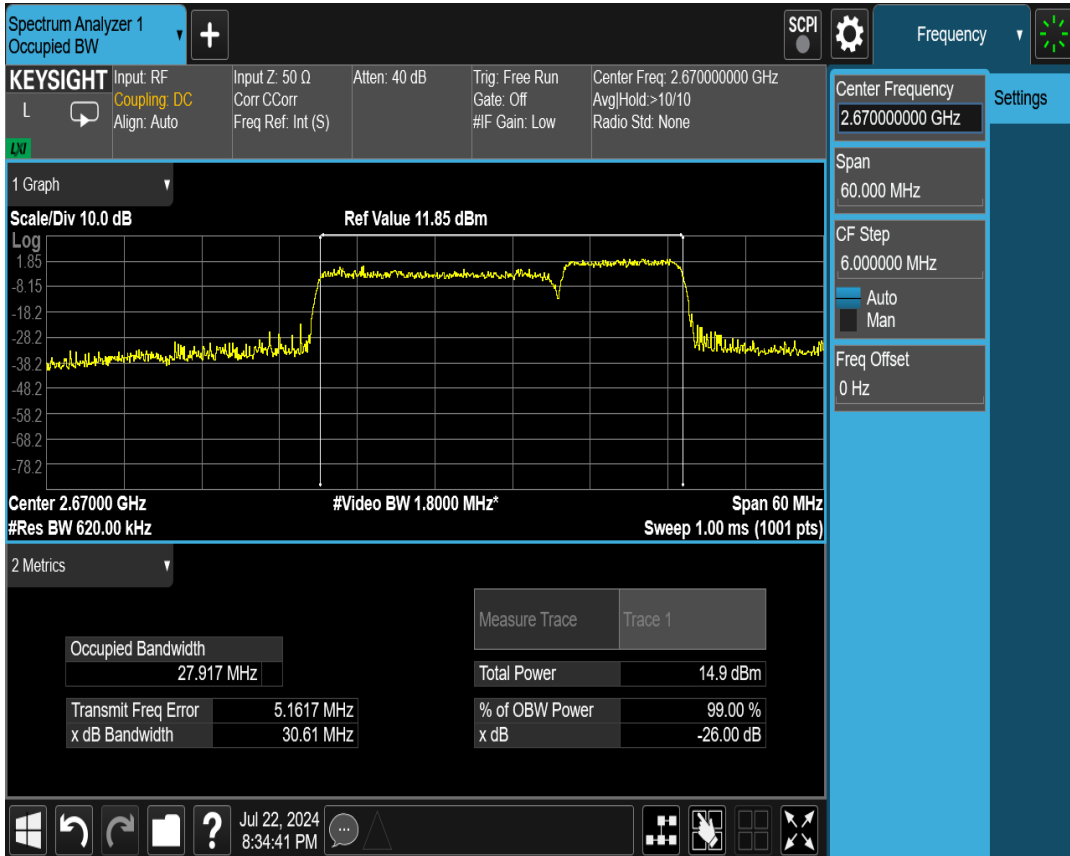 Spectrum Analyzer 1
Occupied BW
+
SCPI
Frequency
KEYSIGHT
L
LXI
Input: RF
Coupling: DC
Align: Auto
Input Z: 50 Ω
Corr CCorr
Freq Ref: Int (S)
Atten: 40 dB
Trig: Free Run
Gate: Off
#IF Gain: Low
Center Freq: 2.670000000 GHz
Avg|Hold:>10/10
Radio Std: None
Center Frequency
2.670000000 GHz
Settings
Span
60.000 MHz
CF Step
6.000000 MHz
Auto
Man
Freq Offset
0 Hz
1 Graph
Scale/Div 10.0 dB
Ref Value 11.85 dBm
Log
1.85
-8.15
-18.2
-28.2
-38.2
-48.2
-58.2
-68.2
-78.2
Center 2.67000 GHz
#Video BW 1.8000 MHz*
Span 60 MHz
#Res BW 620.00 kHz
Sweep 1.00 ms (1001 pts)
2 Metrics
Measure Trace
Trace 1
Occupied Bandwidth
27.917 MHz
Total Power
14.9 dBm
Transmit Freq Error
5.1617 MHz
% of OBW Power
99.00 %
x dB Bandwidth
30.61 MHz
x dB
-26.00 dB
?
Jul 22, 2024
8:34:41 PM